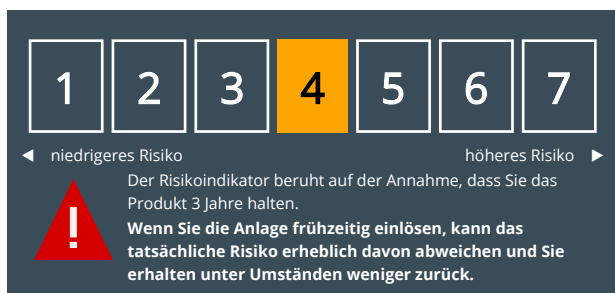 1 2 3 4 5 6 7
niedrigeres Risiko höheres Risiko
Der Risikoindikator beruht auf der Annahme, dass Sie das
Produkt 3 Jahre halten.
Wenn Sie die Anlage frühzeitig einlösen, kann das
tatsächliche Risiko erheblich davon abweichen und Sie
erhalten unter Umständen weniger zurück.